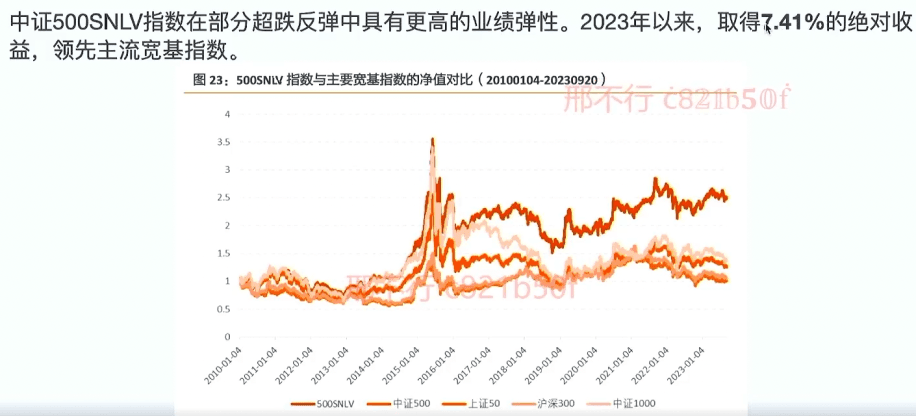 中证500SNLV指数在部分超跌反弹中具有更高的业绩弹性。2023年以来，取得7.41%的绝对收
益，领先主流宽基指数。
图 23：500SNLV 指数与主要宽基指数的净值对比（20100104-20230920）
邢不行
4
3.5
3
2.5
2
1.5
1
邢不行 c821b50f
0.5
0
2010-01-04 2011-01-04 2012-01-04 2013-01-04 2014-01-04 2015-01-04 2016-01-04 2017-01-04 2018-01-04 2019-01-04 2020-01-04 2021-01-04 2022-01-04 2023-01-04
500SNLV 中证500 上证50 沪深300 中证1000